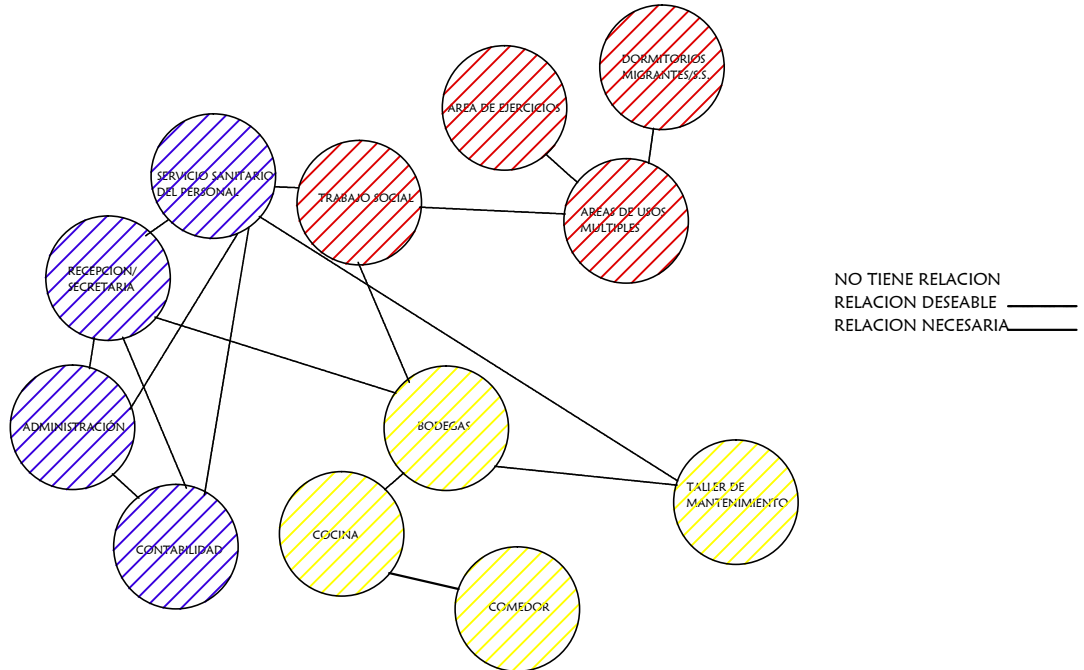 DORMITORIOS
MIGRANTES/S.S.
AREA DE EJERCICIOS
SERVICIO SANITARIO
DEL PERSONAL
TRABAJO SOCIAL
AREAS DE USOS
MULTIPLES
RECEPCION/
SECRETARIA
NO TIENE RELACION
RELACION DESEABLE
RELACION NECESARIA
ADMINISTRACIÓN
BODEGAS
TALLER DE
MANTENIMIENTO
COCINA
CONTABILIDAD
COMEDOR